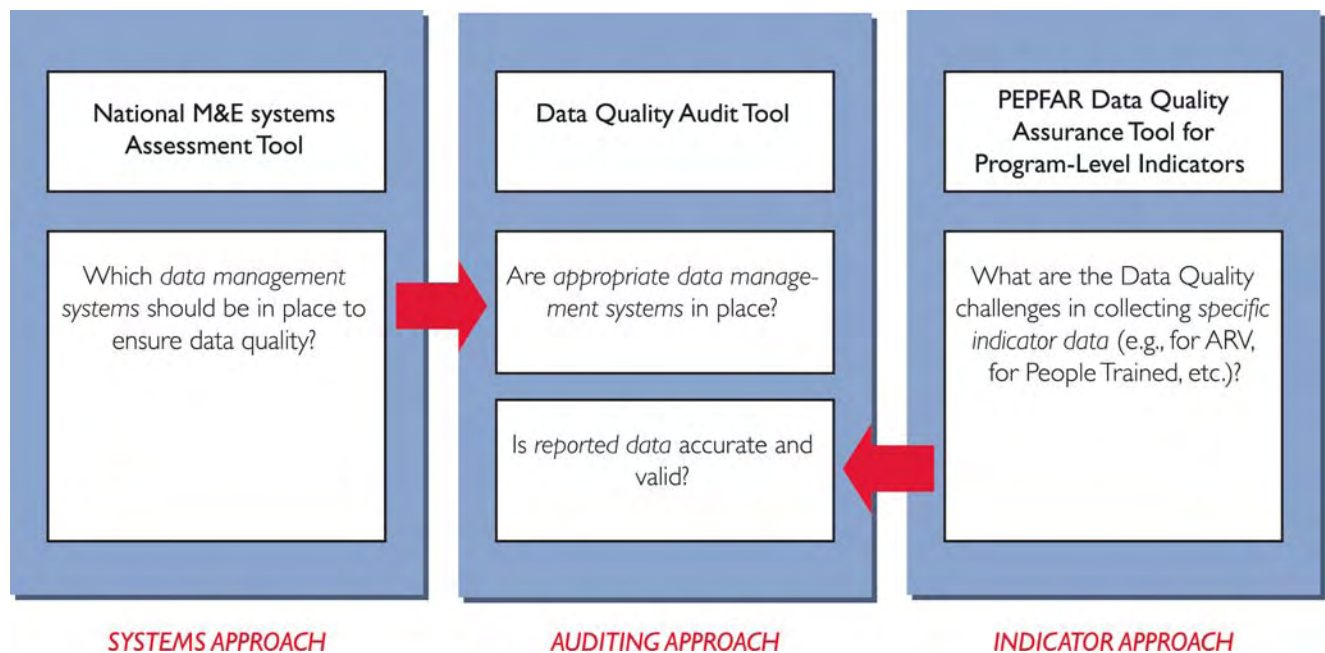 National M&E systems
Assessment Tool
Which data management
systems should be in place to
ensure data quality?
SYSTEMS APPROACH
Data Quality Audit Tool
Are appropriate data manage-
ment systems in place?
Is reported data accurate and
valid?
AUDITING APPROACH
PEPFAR Data Quality
Assurance Tool for
Program-Level Indicators
What are the Data Quality
challenges in collecting specific
indicator data (e.g., for ARV,
for People Trained, etc.)?
INDICATOR APPROACH